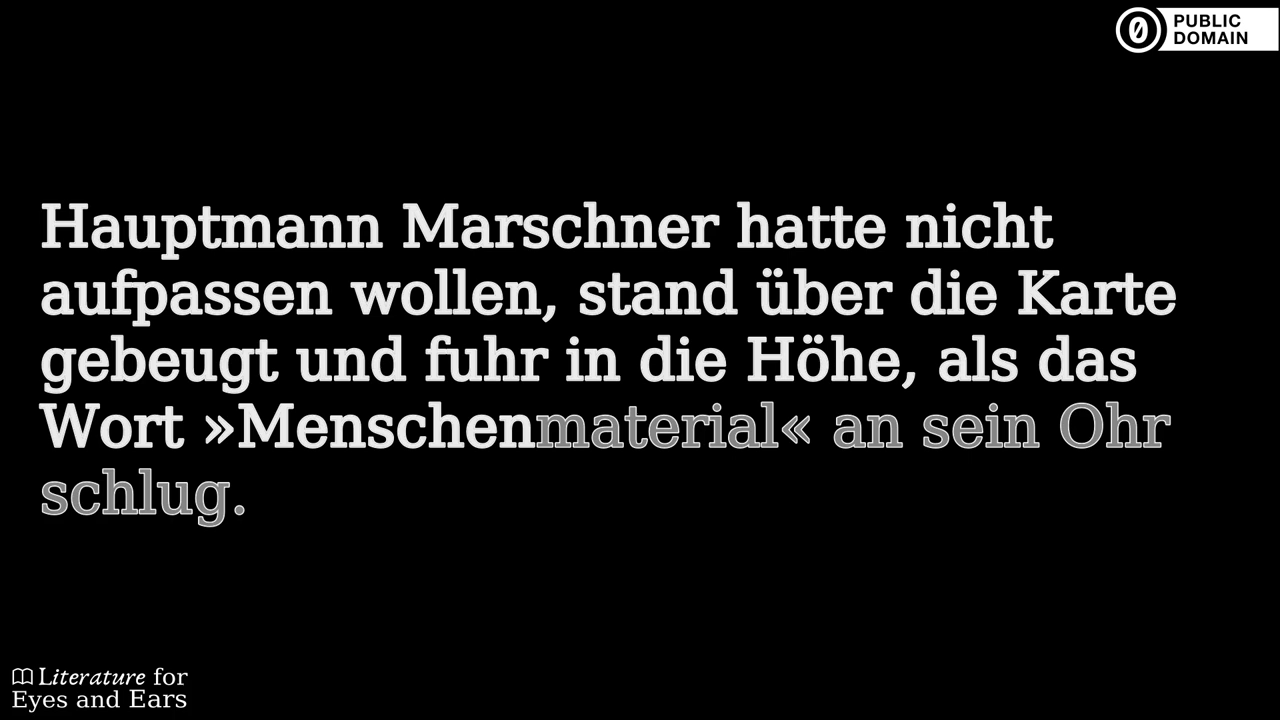 PUBLIC
DOMAIN
Hauptmann Marschner hatte nicht
aufpassen wollen, stand über die Karte
gebeugt und fuhr in die Höhe, als das
Wort »Menschenmaterial« an sein Ohr
schlug.
Literature for
Eyes and Ears